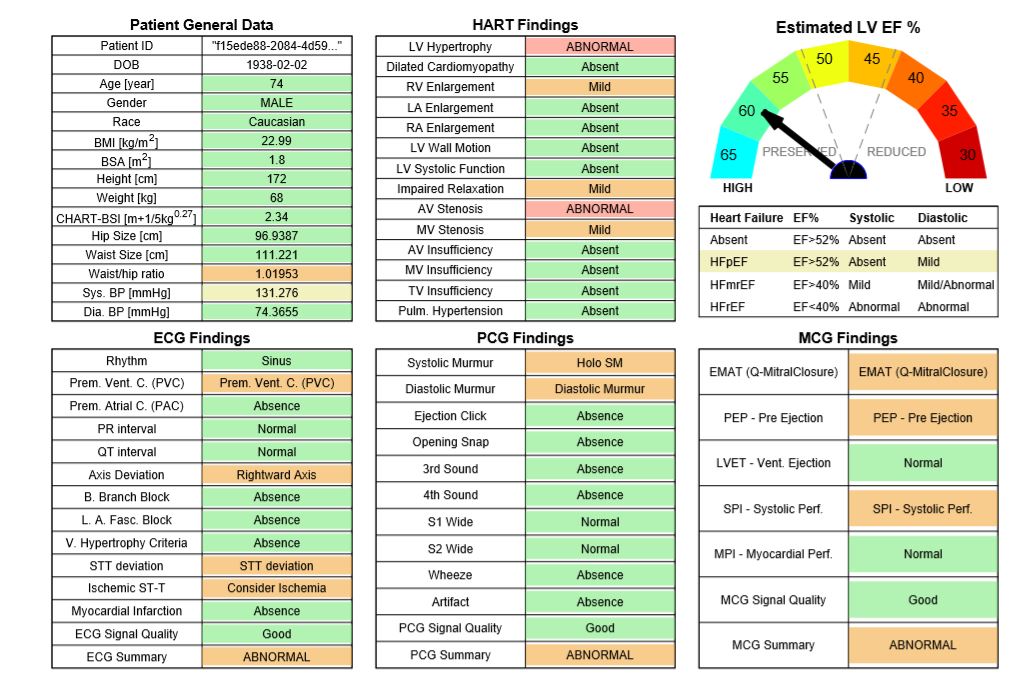 Patient General Data
Patient ID "f15ede88-2084-4d59..."
DOB 1938-02-02
Age [year] 74
Gender MALE
Race Caucasian
BMI [kg/m2] 22.99
BSA [m2] 1.8
Height [cm] 172
Weight [kg] 68
CHART-BSI [m+1/5kg0.27] 2.34
Hip Size [cm] 96.9387
Waist Size [cm] 111.221
Waist/hip ratio 1.01953
Sys. BP [mmHg] 131.276
Dia. BP [mmHg] 74.3655
HART Findings
LV Hypertrophy ABNORMAL
Dilated Cardiomyopathy Absent
RV Enlargement Mild
LA Enlargement Absent
RA Enlargement Absent
LV Wall Motion Absent
LV Systolic Function Absent
Impaired Relaxation Mild
AV Stenosis ABNORMAL
MV Stenosis Mild
AV Insufficiency Absent
MV Insufficiency Absent
TV Insufficiency Absent
Pulm. Hypertension Absent
Estimated LV EF %
65
60
55
50
45
40
35
30
PRESERVED REDUCED
HIGH LOW
Heart Failure EF% Systolic Diastolic
Absent EF>52% Absent Absent
HFpEF EF>52% Absent Mild
HFmrEF EF>40% Mild Mild/Abnormal
HFrEF EF<40% Abnormal Abnormal
ECG Findings
Rhythm Sinus
Prem. Vent. C. (PVC) Prem. Vent. C. (PVC)
Prem. Atrial C. (PAC) Absence
PR interval Normal
QT interval Normal
Axis Deviation Rightward Axis
B. Branch Block Absence
L. A. Fasc. Block Absence
V. Hypertrophy Criteria Absence
STT deviation STT deviation
Ischemic ST-T Consider Ischemia
Myocardial Infarction Absence
ECG Signal Quality Good
ECG Summary ABNORMAL
PCG Findings
Systolic Murmur Holo SM
Diastolic Murmur Diastolic Murmur
Ejection Click Absence
Opening Snap Absence
3rd Sound Absence
4th Sound Absence
S1 Wide Normal
S2 Wide Normal
Wheeze Absence
Artifact Absence
PCG Signal Quality Good
PCG Summary ABNORMAL
MCG Findings
EMAT (Q-MitralClosure) EMAT (Q-MitralClosure)
PEP - Pre Ejection PEP - Pre Ejection
LVET - Vent. Ejection Normal
SPI - Systolic Perf. SPI - Systolic Perf.
MPI - Myocardial Perf. Normal
MCG Signal Quality Good
MCG Summary ABNORMAL